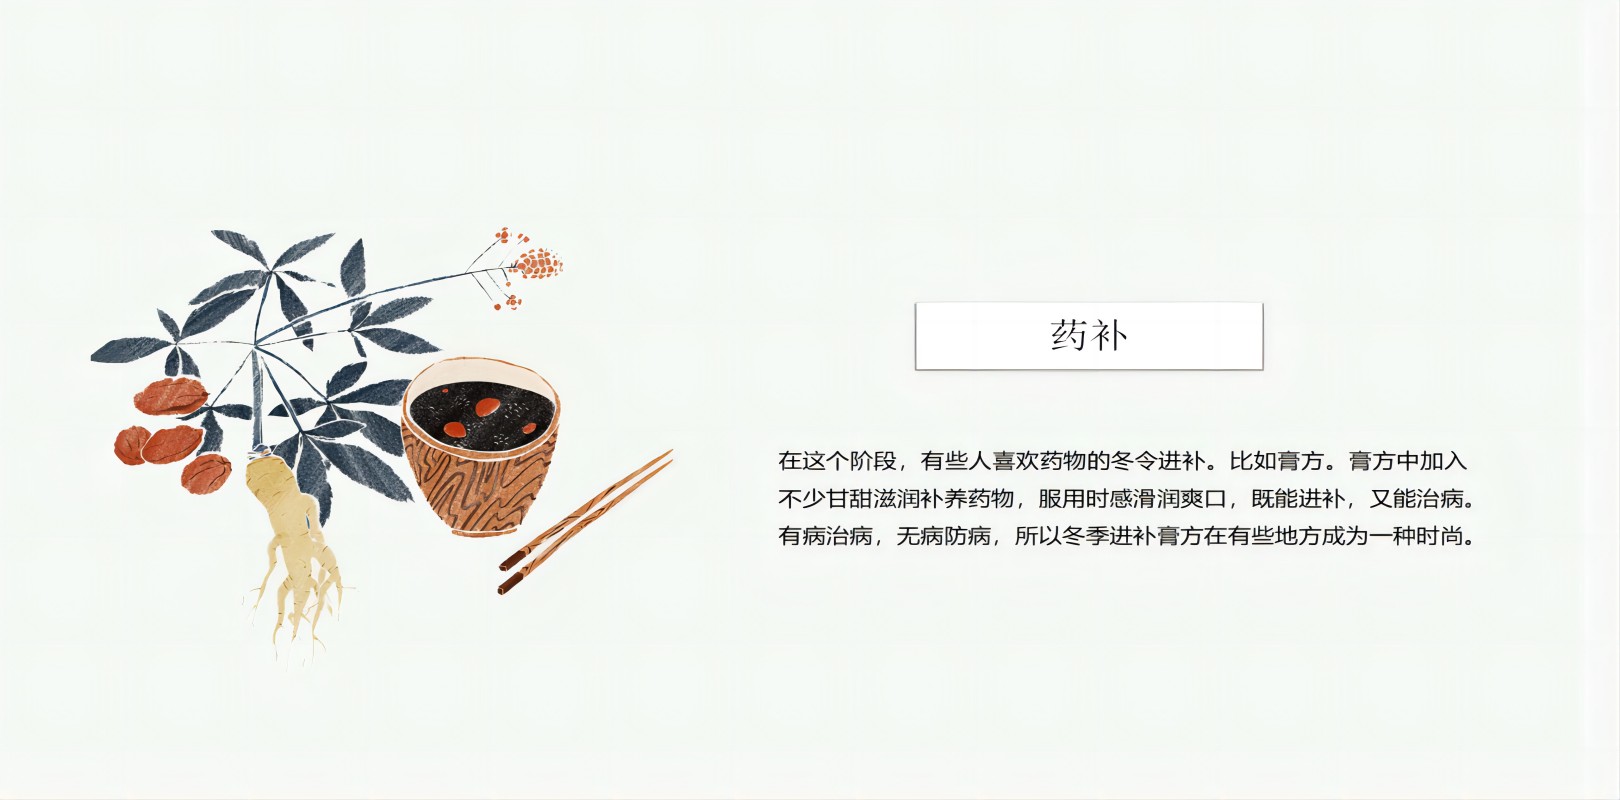 药补
在这个阶段，有些人喜欢药物的冬令进补。比如膏方。膏方中加入
不少甘甜滋润补养药物，服用时感滑润爽口，既能进补，又能治病。
有病治病，无病防病，所以冬季进补膏方在有些地方成为一种时尚。